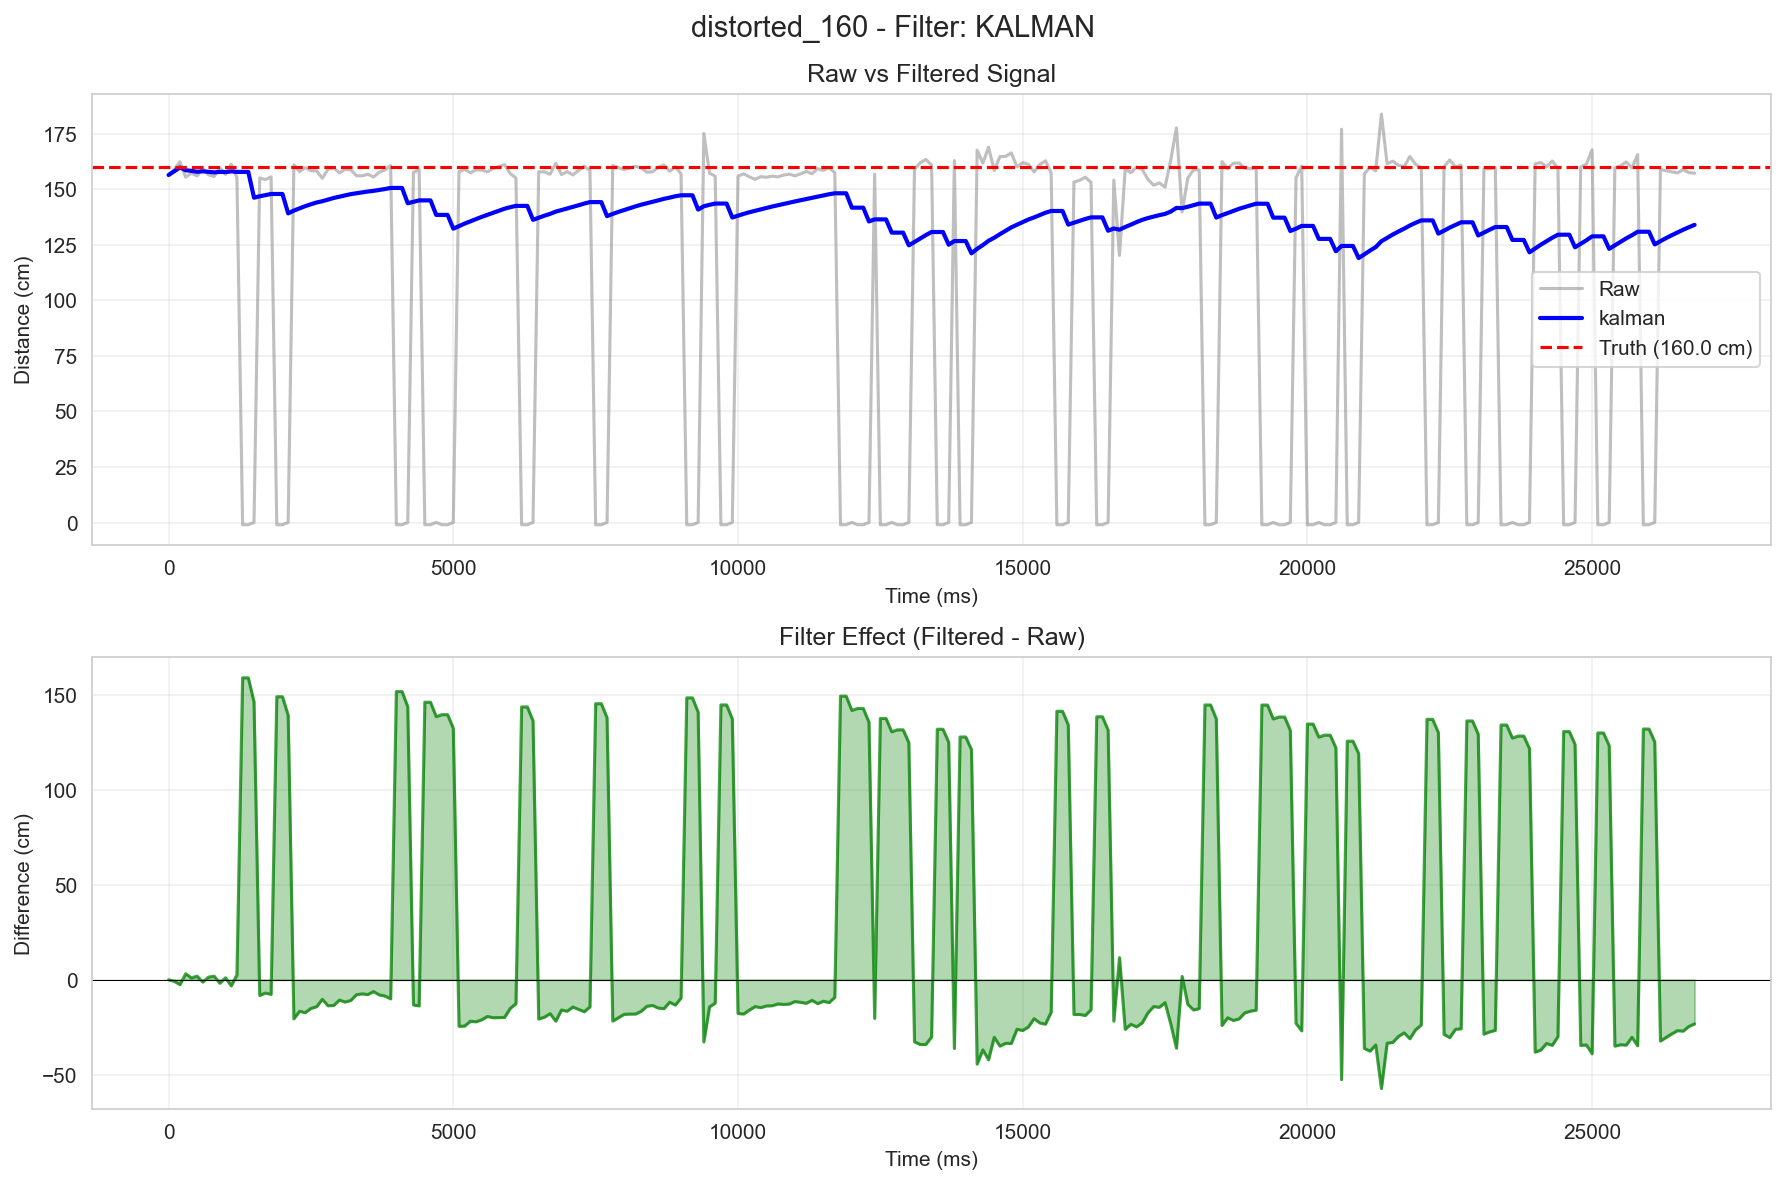 distorted_160 - Filter: KALMAN
Raw vs Filtered Signal
Distance (cm)
175
150
125
100
75
50
25
0
Raw
kalman
Truth (160.0 cm)
0 5000 10000 15000 20000 25000
Time (ms)
Filter Effect (Filtered - Raw)
Difference (cm)
150
100
50
0
−50
0 5000 10000 15000 20000 25000
Time (ms)